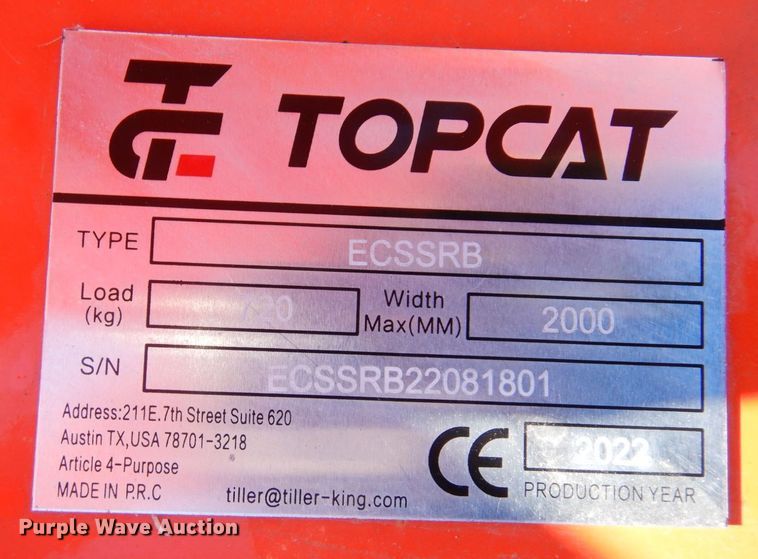 TOPCAT
TYPE ECSSRB
Load (kg) Width Max(MM) 2000
S/N ECSSRB22081801
Address:211E.7th Street Suite 620
Austin TX,USA 78701-3218
Article 4-Purpose
MADE IN P.R.C tiller@tiller-king.com
CE 2022
PRODUCTION YEAR
Purple Wave Auction